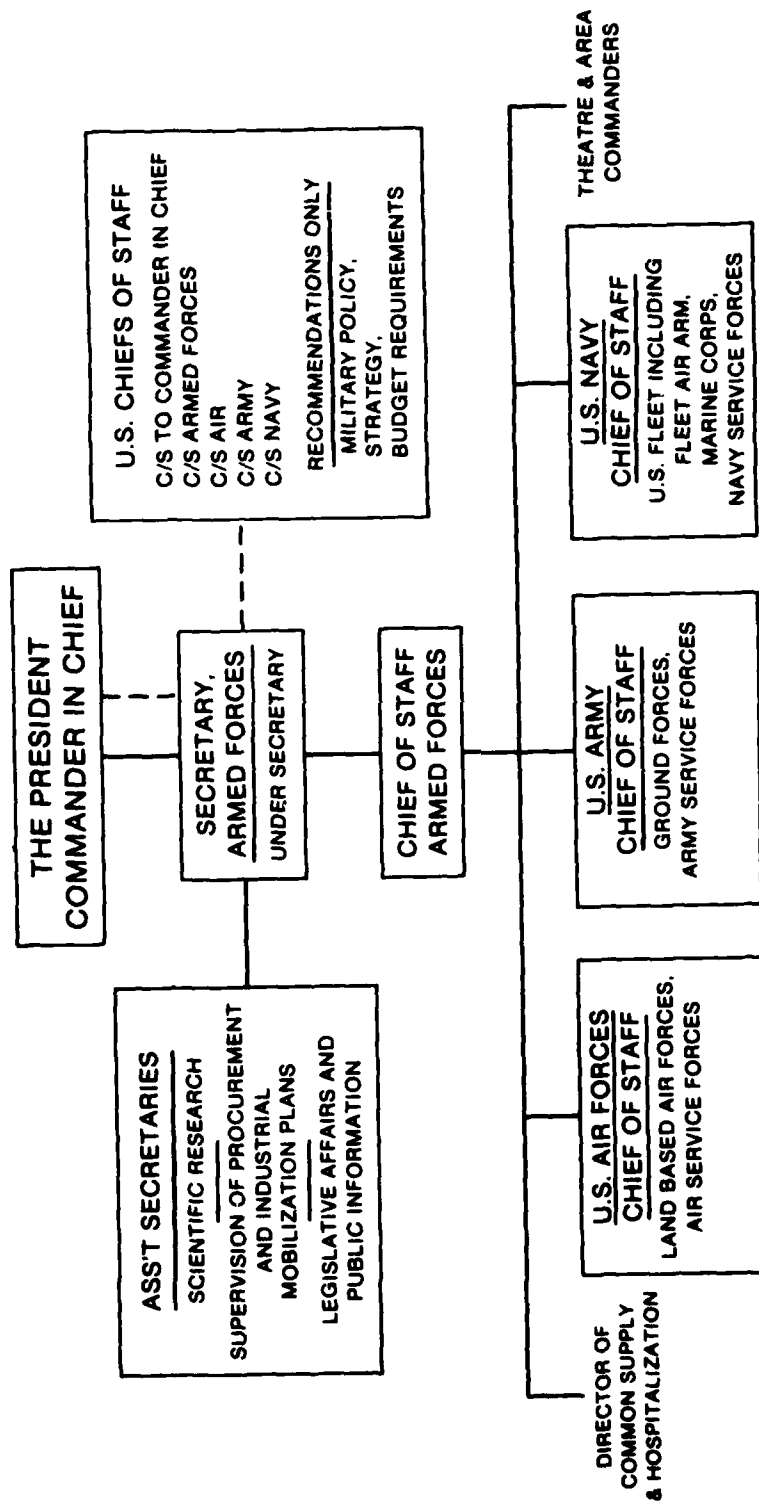 THE PRESIDENT
COMMANDER IN CHIEF
ASS'T SECRETARIES
SCIENTIFIC RESEARCH
SUPERVISION OF PROCUREMENT
AND INDUSTRIAL
MOBILIZATION PLANS
LEGISLATIVE AFFAIRS AND
PUBLIC INFORMATION
SECRETARY,
ARMED FORCES
UNDER SECRETARY
U.S. CHIEFS OF STAFF
C/S TO COMMANDER IN CHIEF
C/S ARMED FORCES
C/S AIR
C/S ARMY
C/S NAVY
RECOMMENDATIONS ONLY
MILITARY POLICY,
STRATEGY,
BUDGET REQUIREMENTS
CHIEF OF STAFF
ARMED FORCES
DIRECTOR OF
COMMON SUPPLY
& HOSPITALIZATION
U.S. AIR FORCES
CHIEF OF STAFF
LAND BASED AIR FORCES,
AIR SERVICE FORCES
U.S. ARMY
CHIEF OF STAFF
GROUND FORCES,
ARMY SERVICE FORCES
U.S. NAVY
CHIEF OF STAFF
U.S. FLEET INCLUDING
FLEET AIR ARM,
MARINE CORPS,
NAVY SERVICE FORCES
THEATRE & AREA
COMMANDERS